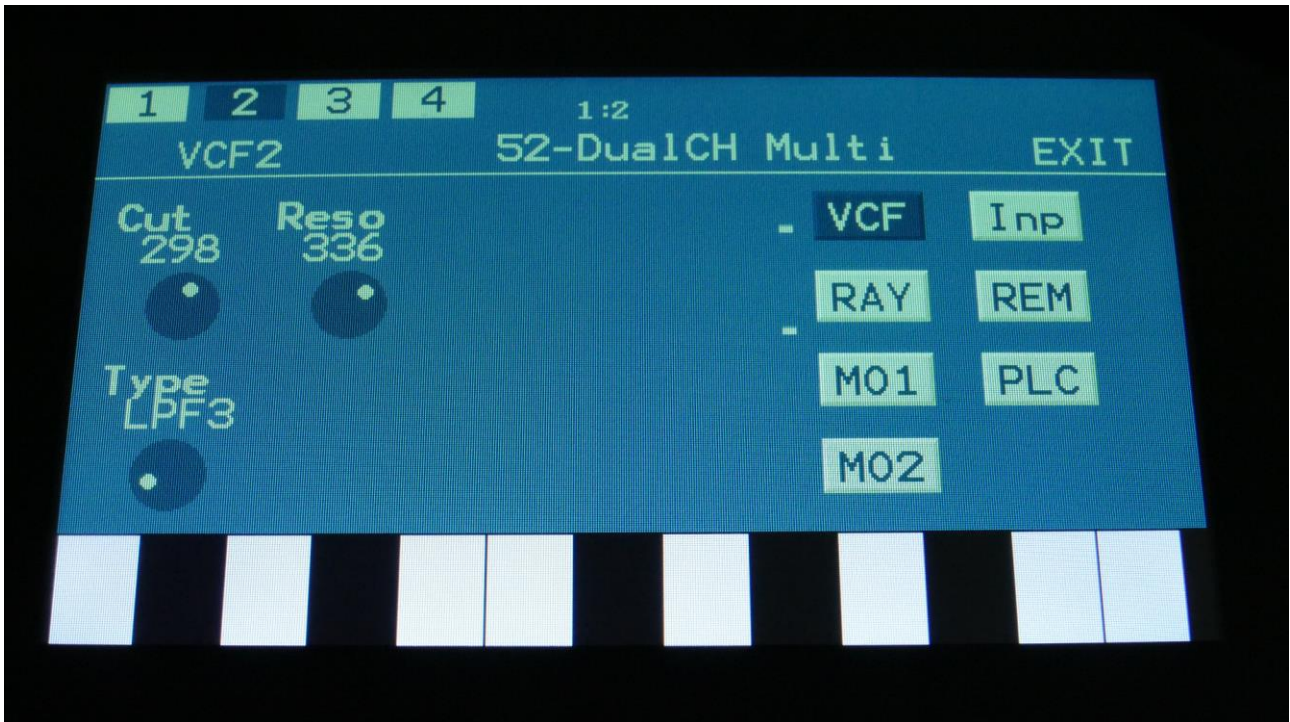 1 2 3 4 1:2
VCF2 52-DualCH Multi EXIT
Cut Reso VCF Inp
298 336
RAY REM
Type MO1 PLC
LPF3
MO2